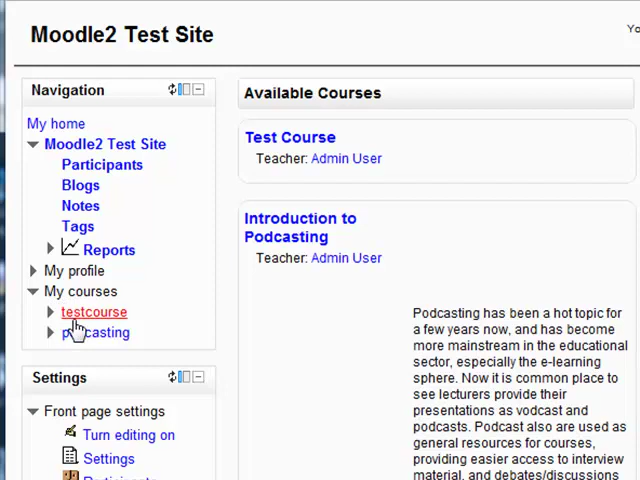 Moodle2 Test Site
Yo
Navigation
My home
Moodle2 Test Site
Participants
Blogs
Notes
Tags
Reports
My profile
My courses
testcourse
podcasting
Settings
Front page settings
Turn editing on
Settings
Participants
Available Courses
Test Course
Teacher: Admin User
Introduction to
Podcasting
Teacher: Admin User
Podcasting has been a hot topic for
a few years now, and has become
more mainstream in the educational
sector, especially the e-learning
sphere. Now it is common place to
see lecturers provide their
presentations as vodcast and
podcasts. Podcast also are used as
general resources for courses,
providing easier access to interview
material, and debates/discussions